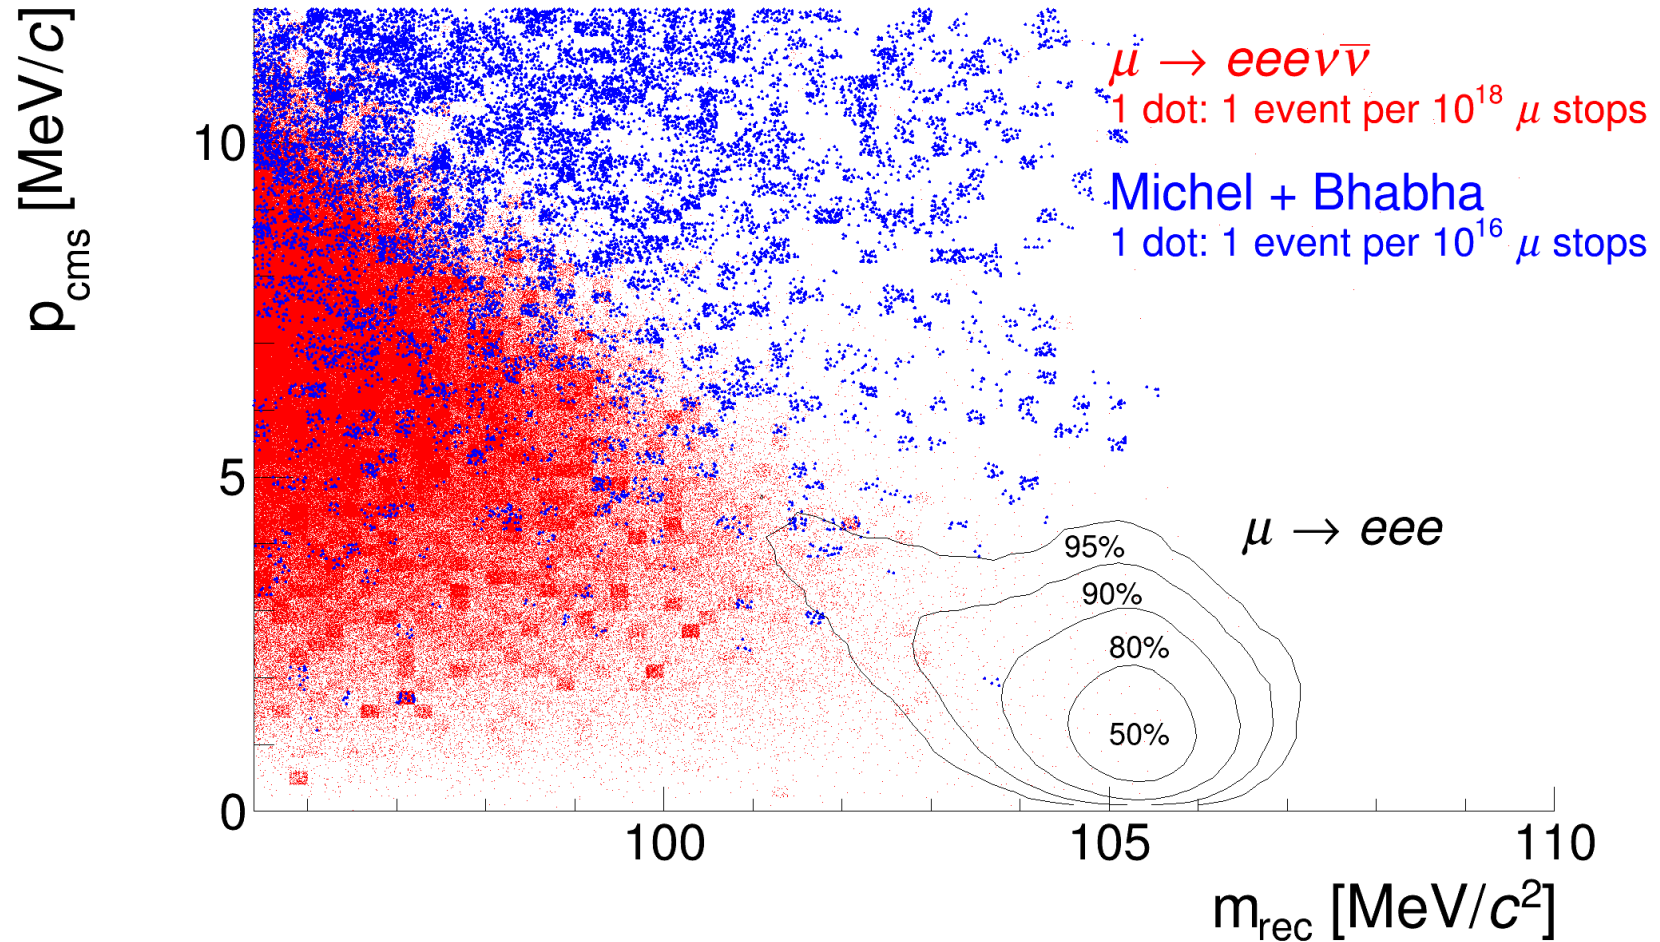 p_cms [MeV/c]
10
5
0
μ → eeeνν̅
1 dot: 1 event per 10¹⁸ μ stops
Michel + Bhabha
1 dot: 1 event per 10¹⁶ μ stops
μ → eee
95%
90%
80%
50%
100
105
110
m_rec [MeV/c²]